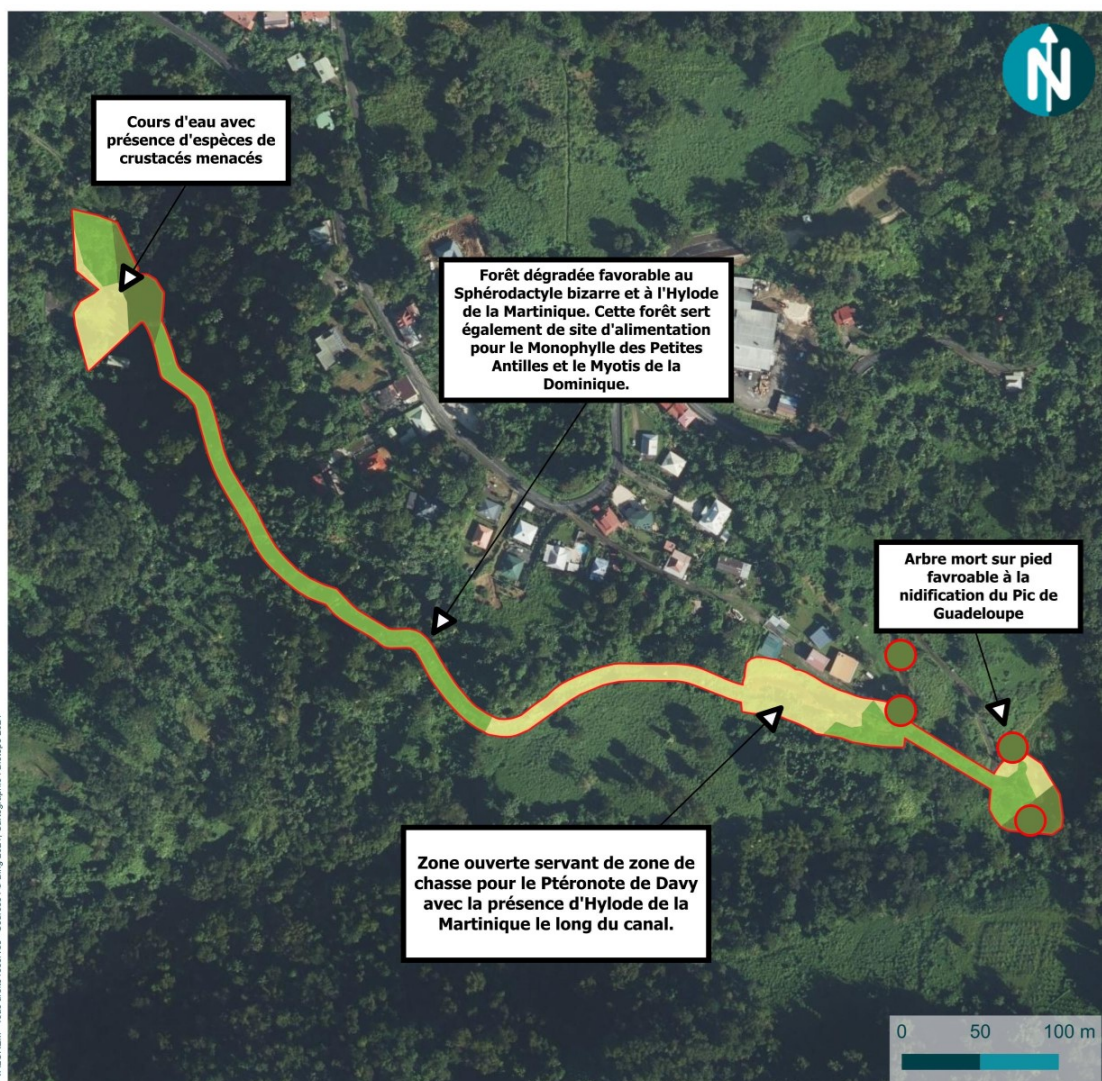 N
Cours d'eau avec
présence d'espèces de
crustacés menacés
Forêt dégradée favorable au
Sphérodactyle bizarre et à l'Hylode
de la Martinique. Cette forêt sert
également de site d'alimentation
pour le Monophylle des Petites
Antilles et le Myotis de la
Dominique.
Arbre mort sur pied
favroable à la
nidification du Pic de
Guadeloupe
Zone ouverte servant de zone de
chasse pour le Ptéronote de Davy
avec la présence d'Hylode de la
Martinique le long du canal.
0 50 100 m